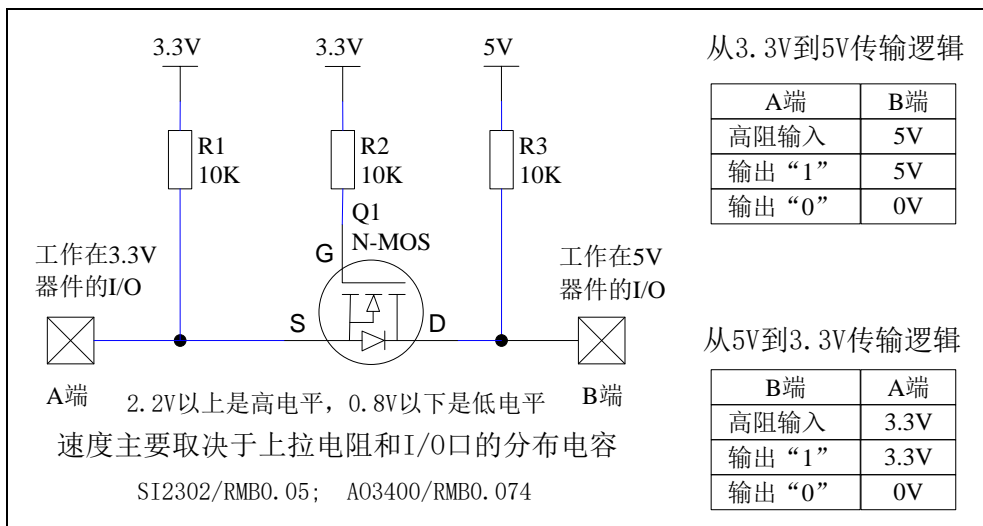 3.3V
3.3V
5V
从3.3V到5V传输逻辑
A端
B端
高阻输入
5V
输出“1”
5V
输出“0”
0V
R1
10K
R2
10K
R3
10K
Q1
N-MOS
G
S
D
工作在3.3V
器件的I/O
工作在5V
器件的I/O
A端
B端
2.2V以上是高电平，0.8V以下是低电平
速度主要取决于上拉电阻和I/O口的分布电容
SI2302/RMB0.05; AO3400/RMB0.074
从5V到3.3V传输逻辑
B端
A端
高阻输入
3.3V
输出“1”
3.3V
输出“0”
0V